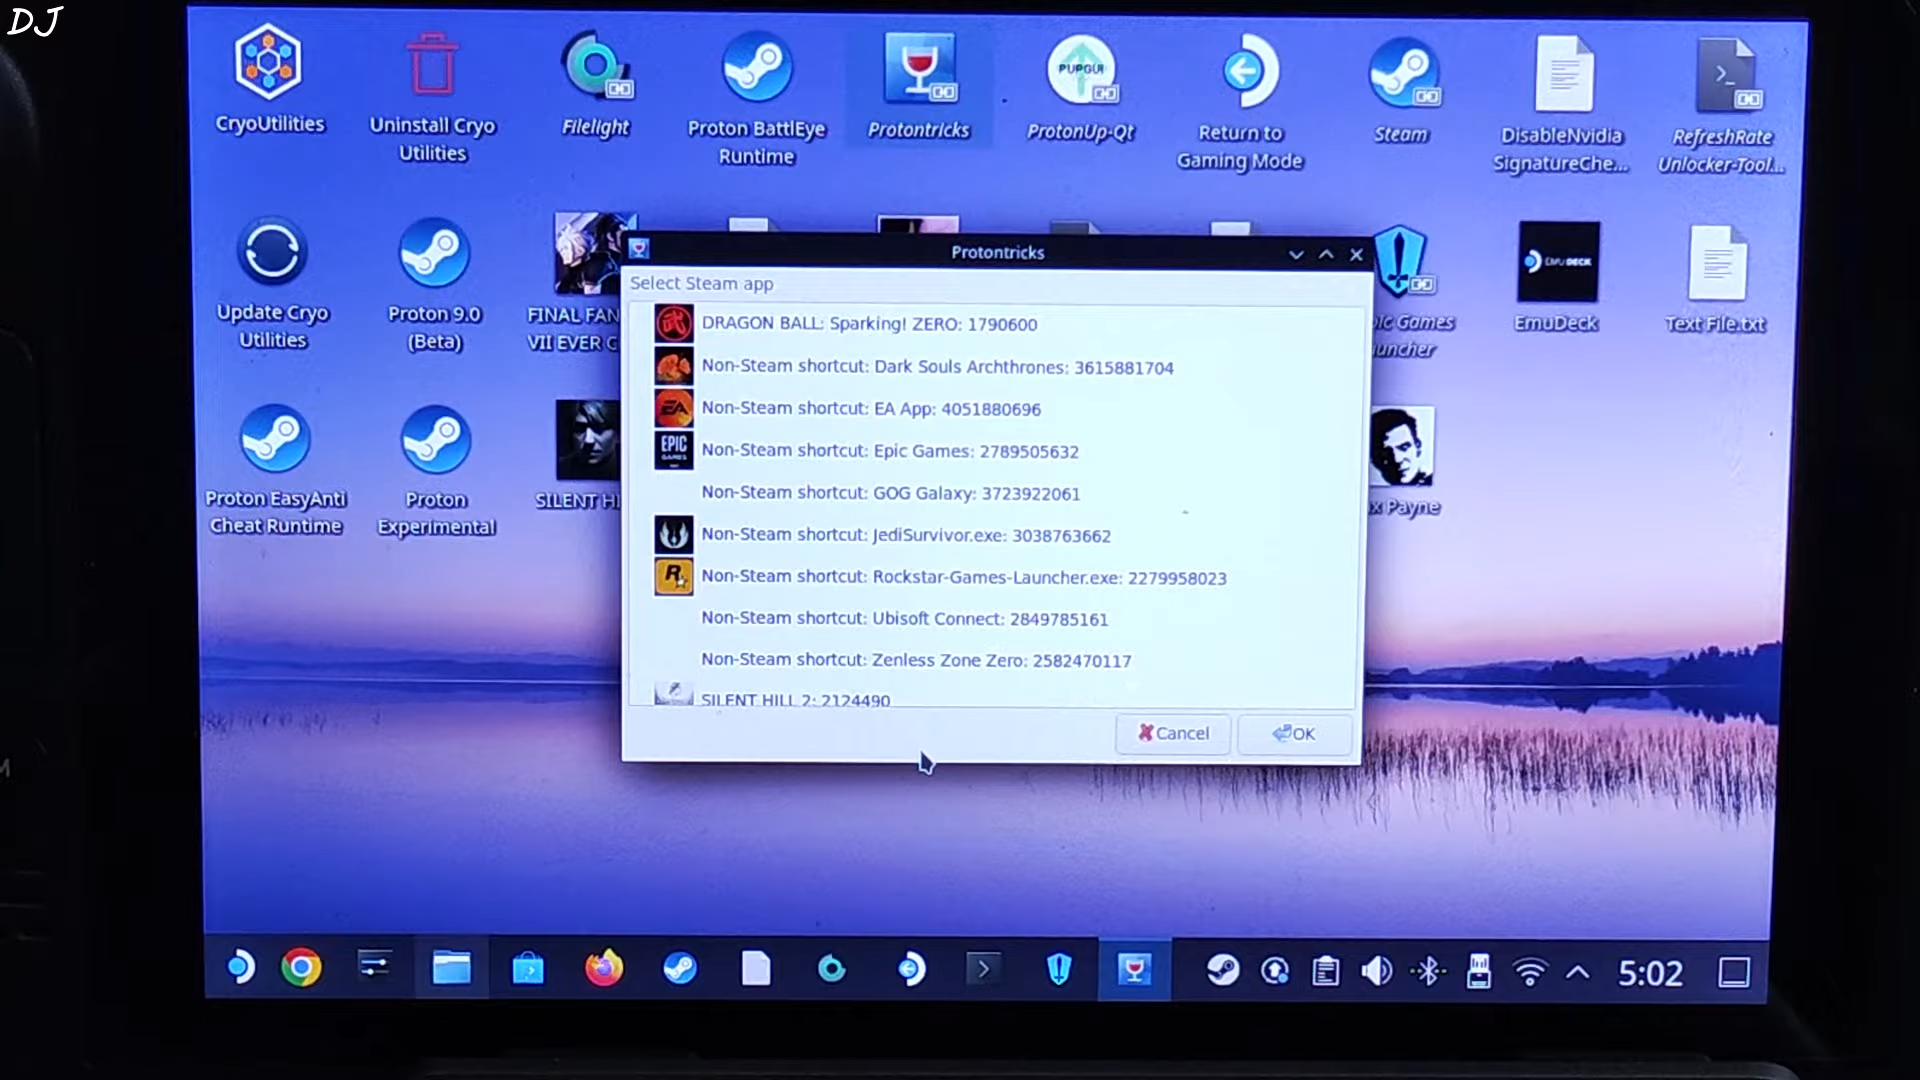 DJ
CryoUtilities
Uninstall Cryo
Utilities
Filelight
Proton BattlEye
Runtime
Protontricks
PUPGUI
ProtonUp-Qt
Return to
Gaming Mode
Steam
DisableNvidia
SignatureChe...
RefreshRate
Unlocker-Tool...
Update Cryo
Utilities
Proton 9.0
(Beta)
FINAL FAN
VII EVER C
Games
uncher
EMUDECK
EmuDeck
Text File.txt
Proton EasyAnti
Cheat Runtime
Proton
Experimental
SILENT HI
x Payne
Protontricks
Select Steam app
DRAGON BALL: Sparking! ZERO: 1790600
Non-Steam shortcut: Dark Souls Archthrones: 3615881704
EA
Non-Steam shortcut: EA App: 4051880696
EPIC
GAMES
Non-Steam shortcut: Epic Games: 2789505632
Non-Steam shortcut: GOG Galaxy: 3723922061
Non-Steam shortcut: JediSurvivor.exe: 3038763662
R
Non-Steam shortcut: Rockstar-Games-Launcher.exe: 2279958023
Non-Steam shortcut: Ubisoft Connect: 2849785161
Non-Steam shortcut: Zenless Zone Zero: 2582470117
SILENT HILL 2: 2124490
Cancel
OK
5:02